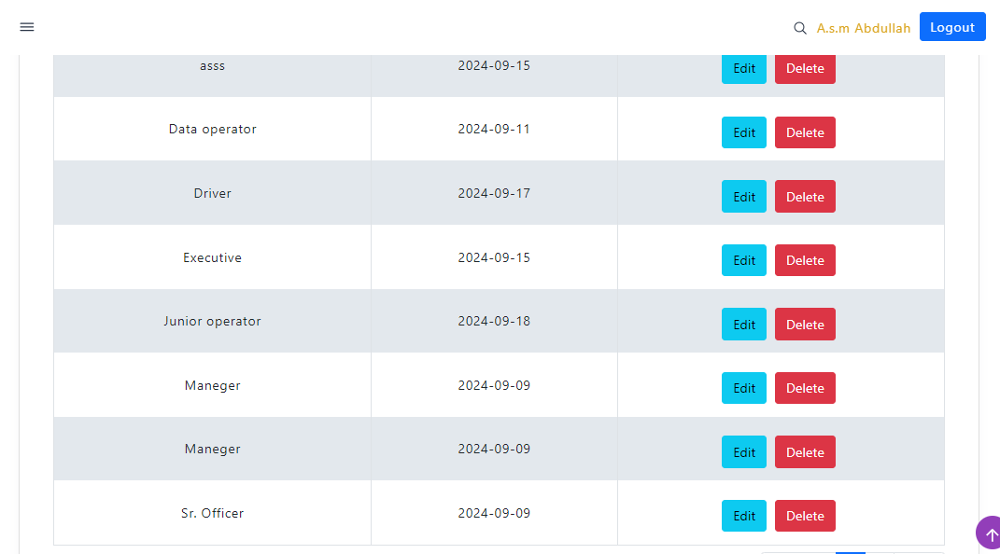 A.s.m Abdullah Logout
asss 2024-09-15 Edit Delete
Data operator 2024-09-11 Edit Delete
Driver 2024-09-17 Edit Delete
Executive 2024-09-15 Edit Delete
Junior operator 2024-09-18 Edit Delete
Maneger 2024-09-09 Edit Delete
Maneger 2024-09-09 Edit Delete
Sr. Officer 2024-09-09 Edit Delete